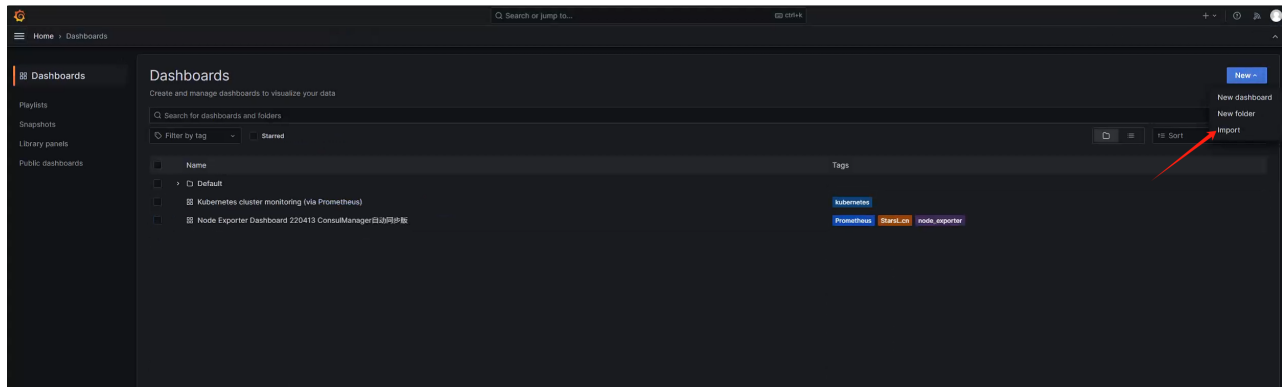 Search or jump to...
ctrl+k
Home › Dashboards
Dashboards
Playlists
Snapshots
Library panels
Public dashboards
Dashboards
Create and manage dashboards to visualize your data
New
New dashboard
New folder
Import
Search for dashboards and folders
Filter by tag
Starred
Sort
Name Tags
Default
Kubernetes cluster monitoring (via Prometheus) kubernetes
Node Exporter Dashboard 220413 ConsulManager自动同步版 Prometheus StarsL.cn node_exporter